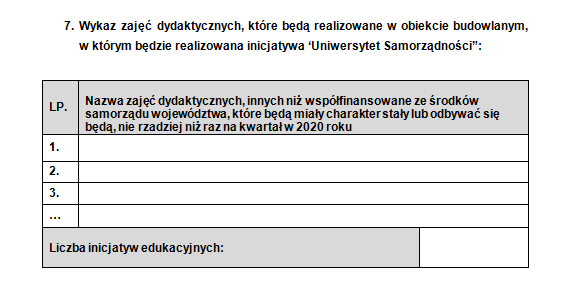 7. Wykaz zajęć dydaktycznych, które będą realizowane w obiekcie budowlanym,
w którym będzie realizowana inicjatywa ‘Uniwersytet Samorządności”:
LP.
Nazwa zajęć dydaktycznych, innych niż współfinansowane ze środków
samorządu województwa, które będą miały charakter stały lub odbywać się
będą, nie rzadziej niż raz na kwartał w 2020 roku
1.
2.
3.
...
Liczba inicjatyw edukacyjnych: